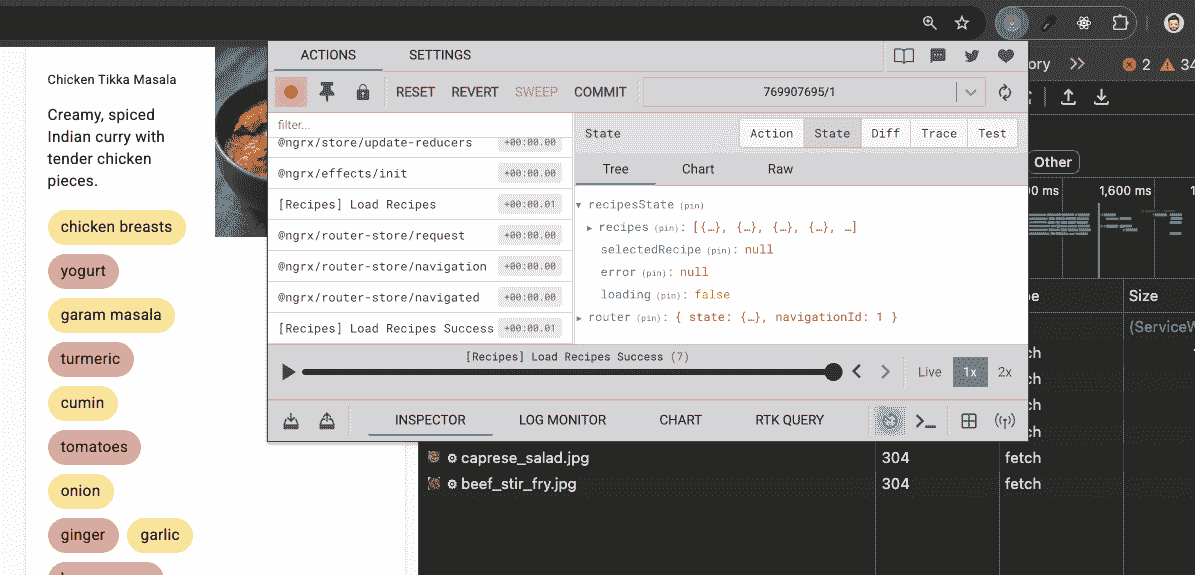 ACTIONS
SETTINGS
ory
2
34
RESET
REVERT
SWEEP
COMMIT
769907695/1
filter...
@ngrx/store/update-reducers
+00:00.00
@ngrx/effects/init
+00:00.00
[Recipes] Load Recipes
+00:00.01
@ngrx/router-store/request
+00:00.00
@ngrx/router-store/navigation
+00:00.00
@ngrx/router-store/navigated
+00:00.00
[Recipes] Load Recipes Success
+00:00.01
State
Action
State
Diff
Trace
Test
Tree
Chart
Raw
▼ recipesState (pin)
▶ recipes (pin): [{…}, {…}, {…}, {…}, …]
selectedRecipe (pin): null
error (pin): null
loading (pin): false
▶ router (pin): { state: {…}, navigationId: 1 }
[Recipes] Load Recipes Success (7)
Live
1x
2x
INSPECTOR
LOG MONITOR
CHART
RTK QUERY
Chicken Tikka Masala
Creamy, spiced
Indian curry with
tender chicken
pieces.
chicken breasts
yogurt
garam masala
turmeric
cumin
tomatoes
onion
ginger
garlic
Other
00 ms
1,600 ms
1
pe
Size
(ServiceW
ch
ch
ch
ch
caprese_salad.jpg
304
fetch
beef_stir_fry.jpg
304
fetch